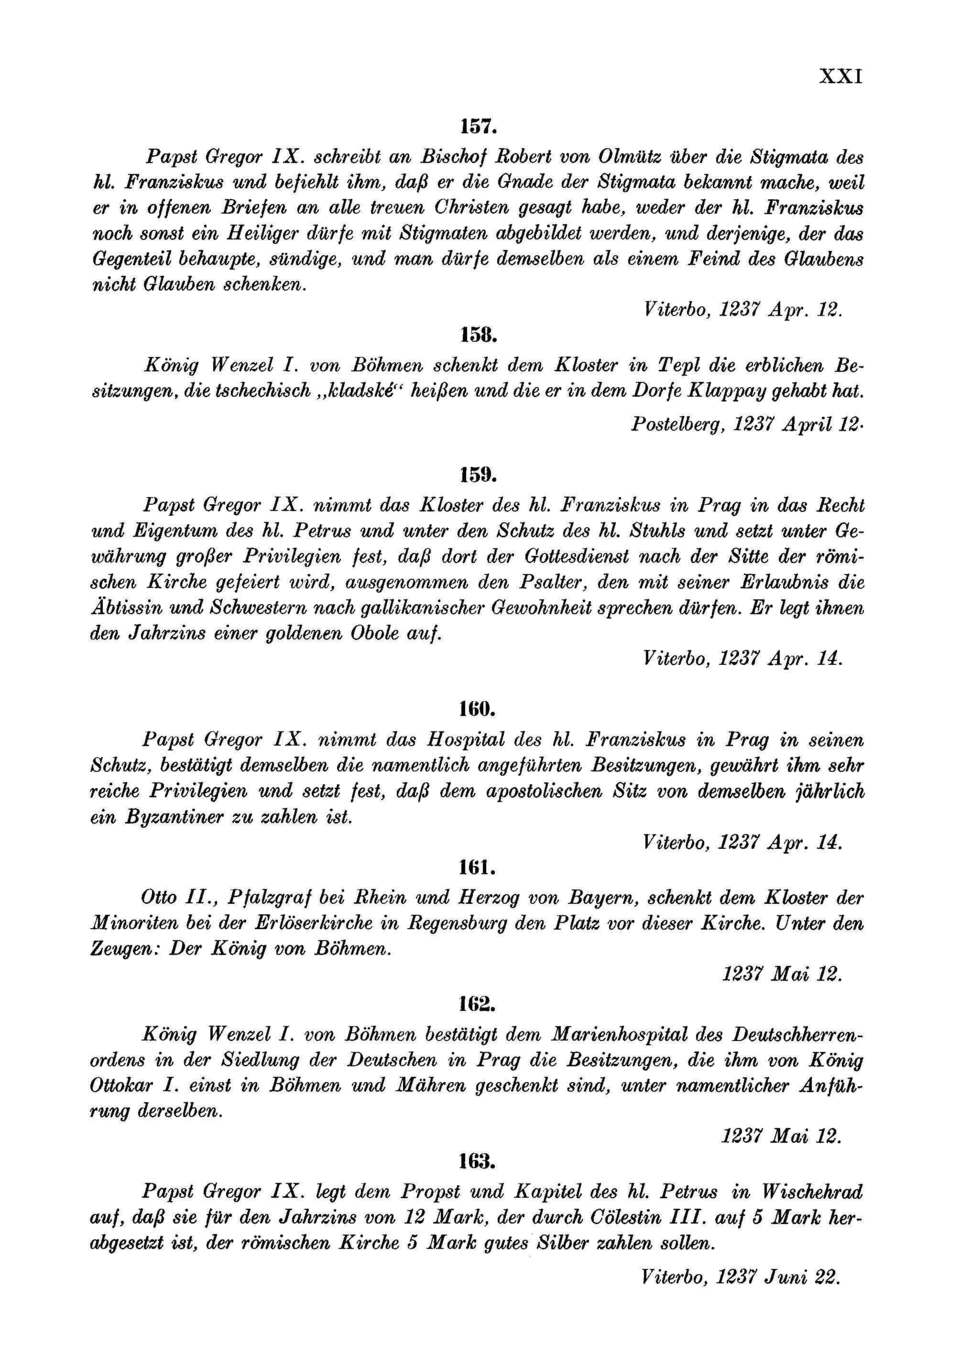 XXI
157.
Papst Gregor IX. schreibt an Bischof Robert von Olmütz über die Stigmata des
hl. Franziskus und befiehlt ihm, daß er die Gnade der Stigmata bekannt mache, weil
er in offenen Briefen an alle treuen Christen gesagt habe, weder der hl. Franziskus
noch sonst ein Heiliger dürfe mit Stigmaten abgebildet werden, und derjenige, der das
Gegenteil behaupte, sündige, und man dürfe demselben als einem Feind des Glaubens
nicht Glauben schenken.
Viterbo, 1237 Apr. 12.
158.
König Wenzel I. von Böhmen schenkt dem Kloster in Tepl die erblichen Be-
sitzungen, die tschechisch „kladské“ heißen und die er in dem Dorfe Klappay gehabt hat.
Postelberg, 1237 April 12.
159.
Papst Gregor IX. nimmt das Kloster des hl. Franziskus in Prag in das Recht
und Eigentum des hl. Petrus und unter den Schutz des hl. Stuhls und setzt unter Ge-
währung großer Privilegien fest, daß dort der Gottesdienst nach der Sitte der römi-
schen Kirche gefeiert wird, ausgenommen den Psalter, den mit seiner Erlaubnis die
Äbtissin und Schwestern nach gallikanischer Gewohnheit sprechen dürfen. Er legt ihnen
den Jahrzins einer goldenen Obole auf.
Viterbo, 1237 Apr. 14.
160.
Papst Gregor IX. nimmt das Hospital des hl. Franziskus in Prag in seinen
Schutz, bestätigt demselben die namentlich angeführten Besitzungen, gewährt ihm sehr
reiche Privilegien und setzt fest, daß dem apostolischen Sitz von demselben jährlich
ein Byzantiner zu zahlen ist.
Viterbo, 1237 Apr. 14.
161.
Otto II., Pfalzgraf bei Rhein und Herzog von Bayern, schenkt dem Kloster der
Minoriten bei der Erlöserkirche in Regensburg den Platz vor dieser Kirche. Unter den
Zeugen: Der König von Böhmen.
1237 Mai 12.
162.
König Wenzel I. von Böhmen bestätigt dem Marienhospital des Deutschherren-
ordens in der Siedlung der Deutschen in Prag die Besitzungen, die ihm von König
Ottokar I. einst in Böhmen und Mähren geschenkt sind, unter namentlicher Anfüh-
rung derselben.
1237 Mai 12.
163.
Papst Gregor IX. legt dem Propst und Kapitel des hl. Petrus in Wischehrad
auf, daß sie für den Jahrzins von 12 Mark, der durch Cölestin III. auf 5 Mark her-
abgesetzt ist, der römischen Kirche 5 Mark gutes Silber zahlen sollen.
Viterbo, 1237 Juni 22.